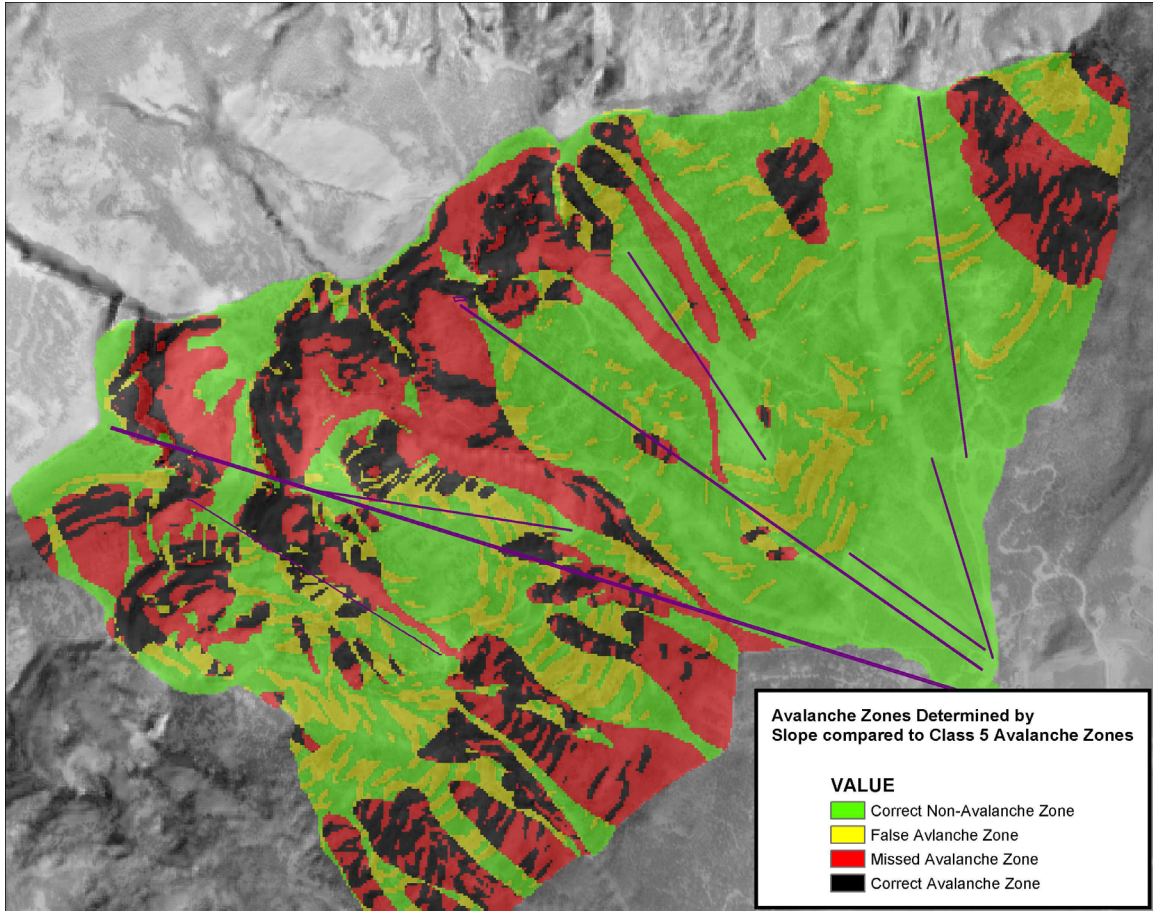 Avalanche Zones Determined by
Slope compared to Class 5 Avalanche Zones
VALUE
Correct Non-Avalanche Zone
False Avlanche Zone
Missed Avalanche Zone
Correct Avalanche Zone